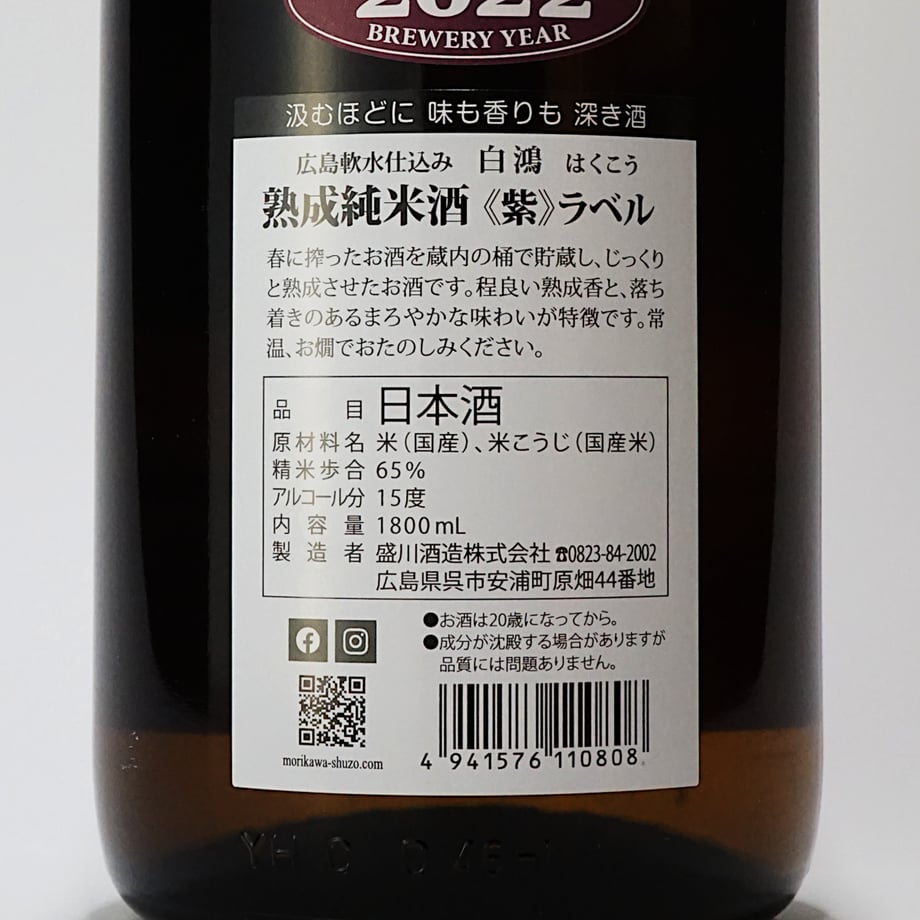 2022
BREWERY YEAR
汲むほどに 味も香りも 深き酒
広島軟水仕込み 白鴻 はくこう
熟成純米酒《紫》ラベル
春に搾ったお酒を蔵内の桶で貯蔵し、じっくり
と熟成させたお酒です。程良い熟成香と、落ち
着きのあるまろやかな味わいが特徴です。常
温、お燗でおたのしみください。
品目 日本酒
原材料名 米(国産)、米こうじ(国産米)
精米歩合 65%
アルコール分 15度
内容量 1800mL
製造者 盛川酒造株式会社 ☎0823-84-2002
広島県呉市安浦町原畑44番地
●お酒は20歳になってから。
●成分が沈殿する場合がありますが
品質には問題ありません。
morikawa-shuzo.com
4 941576 110808